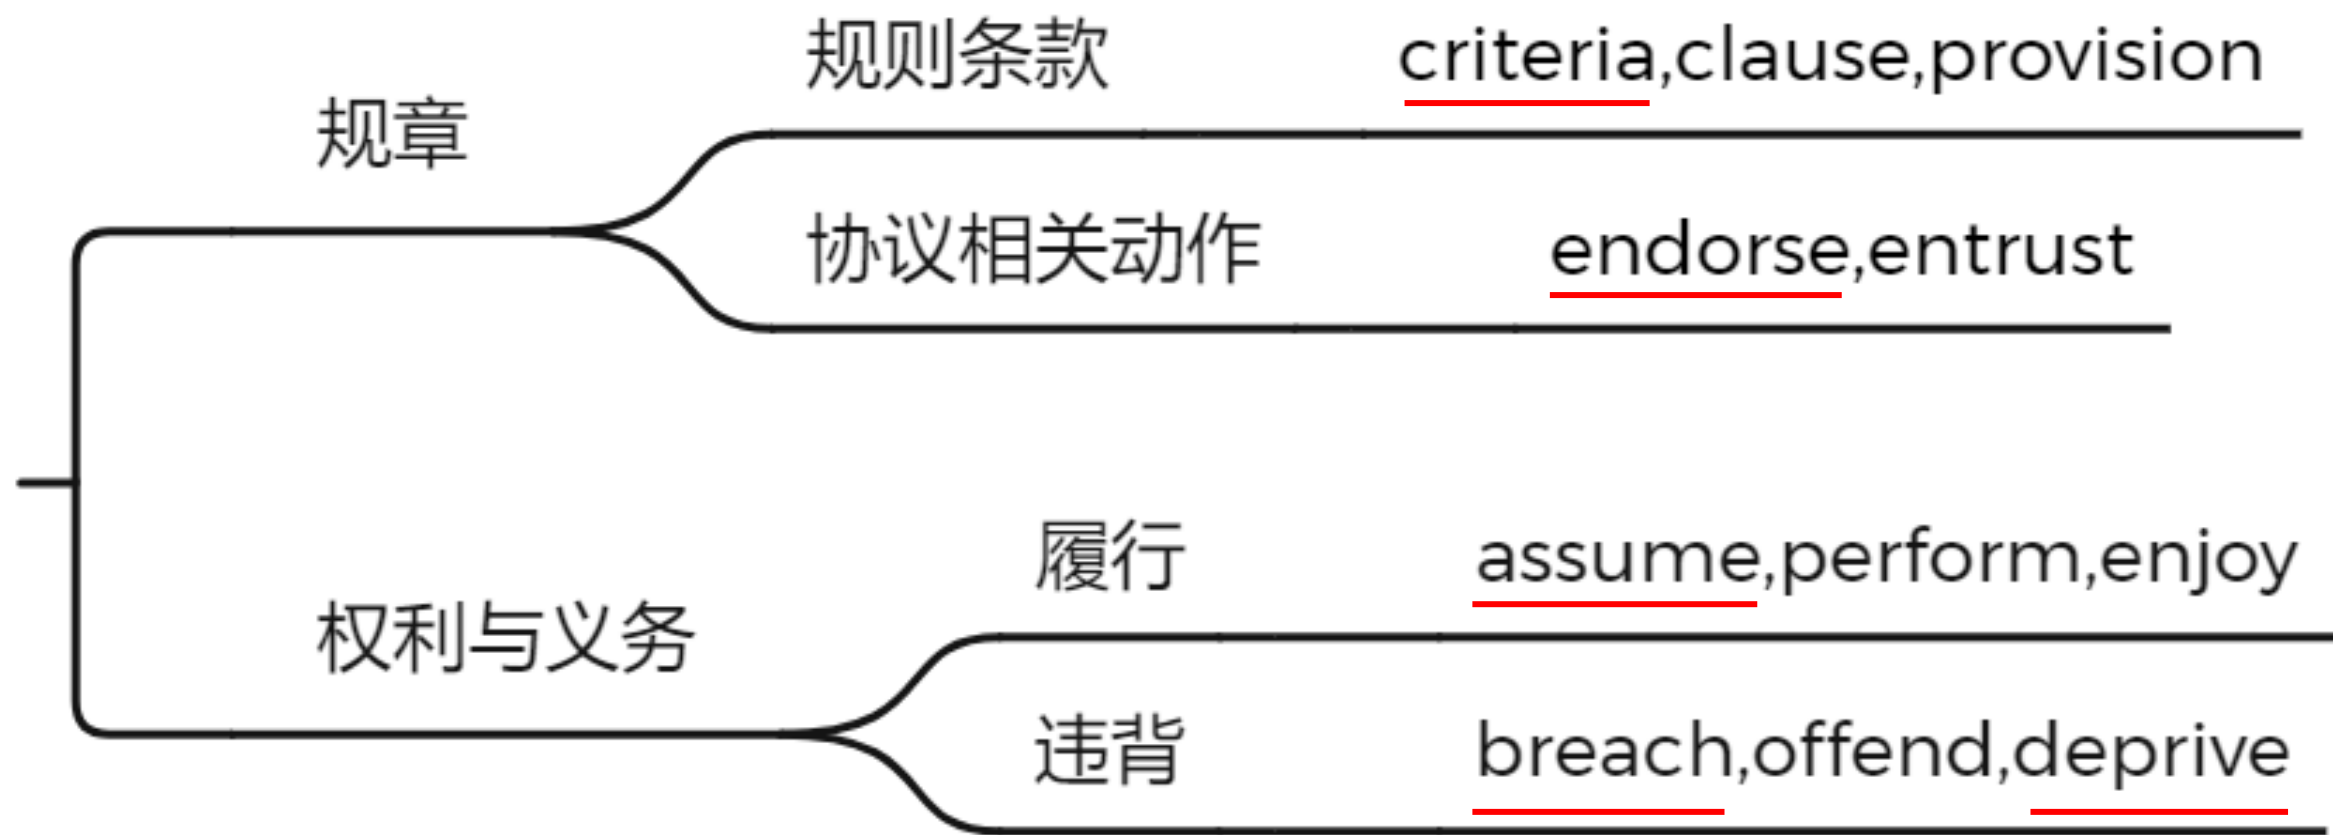 规则条款 criteria,clause,provision
规章
协议相关动作 endorse,entrust
履行 assume,perform,enjoy
权利与义务
违背 breach,offend,deprive